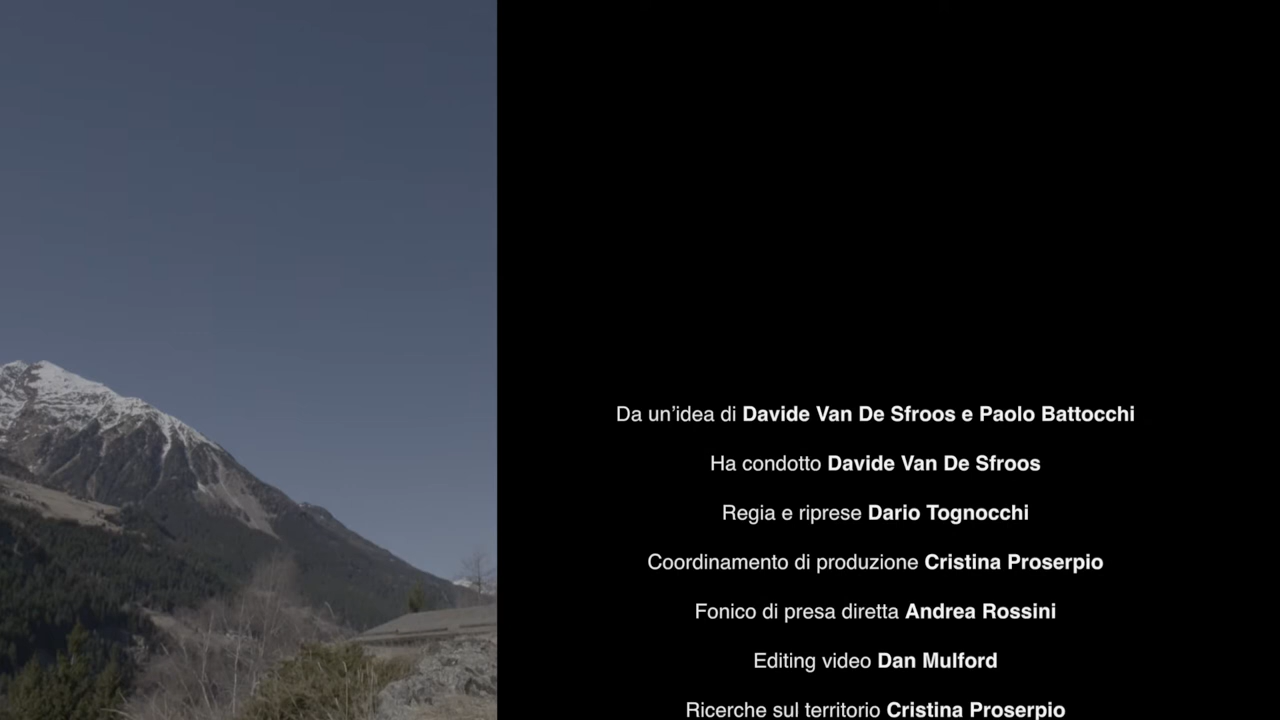 Da un’idea di Davide Van De Sfroos e Paolo Battocchi
Ha condotto Davide Van De Sfroos
Regia e riprese Dario Tognocchi
Coordinamento di produzione Cristina Proserpio
Fonico di presa diretta Andrea Rossini
Editing video Dan Mulford
Ricerche sul territorio Cristina Proserpio